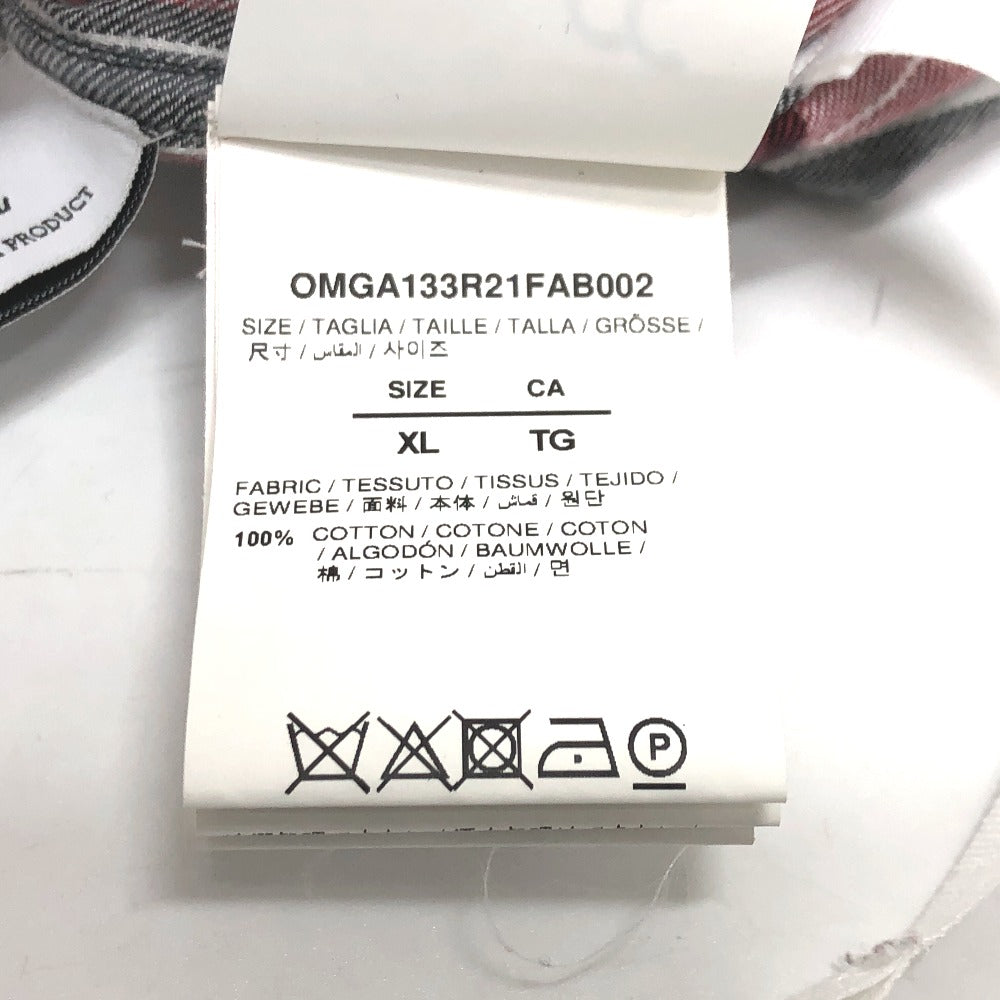 PRODUCT
OMGA133R21FAB002
SIZE / TAGLIA / TAILLE / TALLA / GRÖSSE /
尺寸 / المقاس / 사이즈
SIZE CA
XL TG
FABRIC / TESSUTO / TISSUS / TEJIDO /
GEWEBE / 面料 / 本体 / قماش / 원단
100% COTTON / COTONE / COTON
/ ALGODÓN / BAUMWOLLE /
棉 / コットン / القطن / 면
P